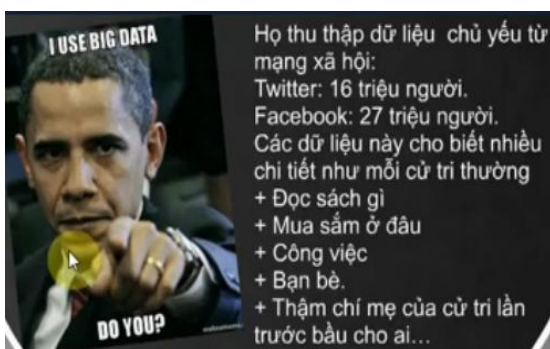 I USE BIG DATA
DO YOU?
Họ thu thập dữ liệu chủ yếu từ
mạng xã hội:
Twitter: 16 triệu người.
Facebook: 27 triệu người.
Các dữ liệu này cho biết nhiều
chi tiết như mỗi cử tri thường
+ Đọc sách gì
+ Mua sắm ở đâu
+ Công việc
+ Bạn bè.
+ Thậm chí mẹ của cử tri lần
trước bầu cho ai...